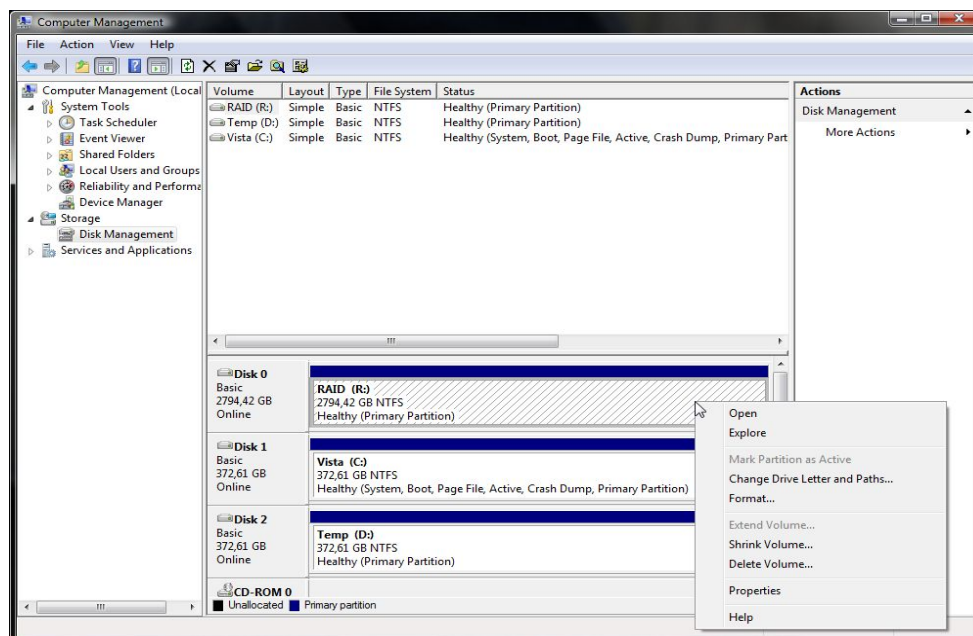 Computer Management
File Action View Help
Computer Management (Local
System Tools
Task Scheduler
Event Viewer
Shared Folders
Local Users and Groups
Reliability and Performa
Device Manager
Storage
Disk Management
Services and Applications
Volume Layout Type File System Status
RAID (R:) Simple Basic NTFS Healthy (Primary Partition)
Temp (D:) Simple Basic NTFS Healthy (Primary Partition)
Vista (C:) Simple Basic NTFS Healthy (System, Boot, Page File, Active, Crash Dump, Primary Part
Actions
Disk Management
More Actions
Disk 0
Basic
2794,42 GB
Online
RAID (R:)
2794,42 GB NTFS
Healthy (Primary Partition)
Disk 1
Basic
372,61 GB
Online
Vista (C:)
372,61 GB NTFS
Healthy (System, Boot, Page File, Active, Crash Dump, Primary Partition)
Disk 2
Basic
372,61 GB
Online
Temp (D:)
372,61 GB NTFS
Healthy (Primary Partition)
CD-ROM 0
Unallocated Primary partition
Open
Explore
Mark Partition as Active
Change Drive Letter and Paths...
Format...
Extend Volume...
Shrink Volume...
Delete Volume...
Properties
Help